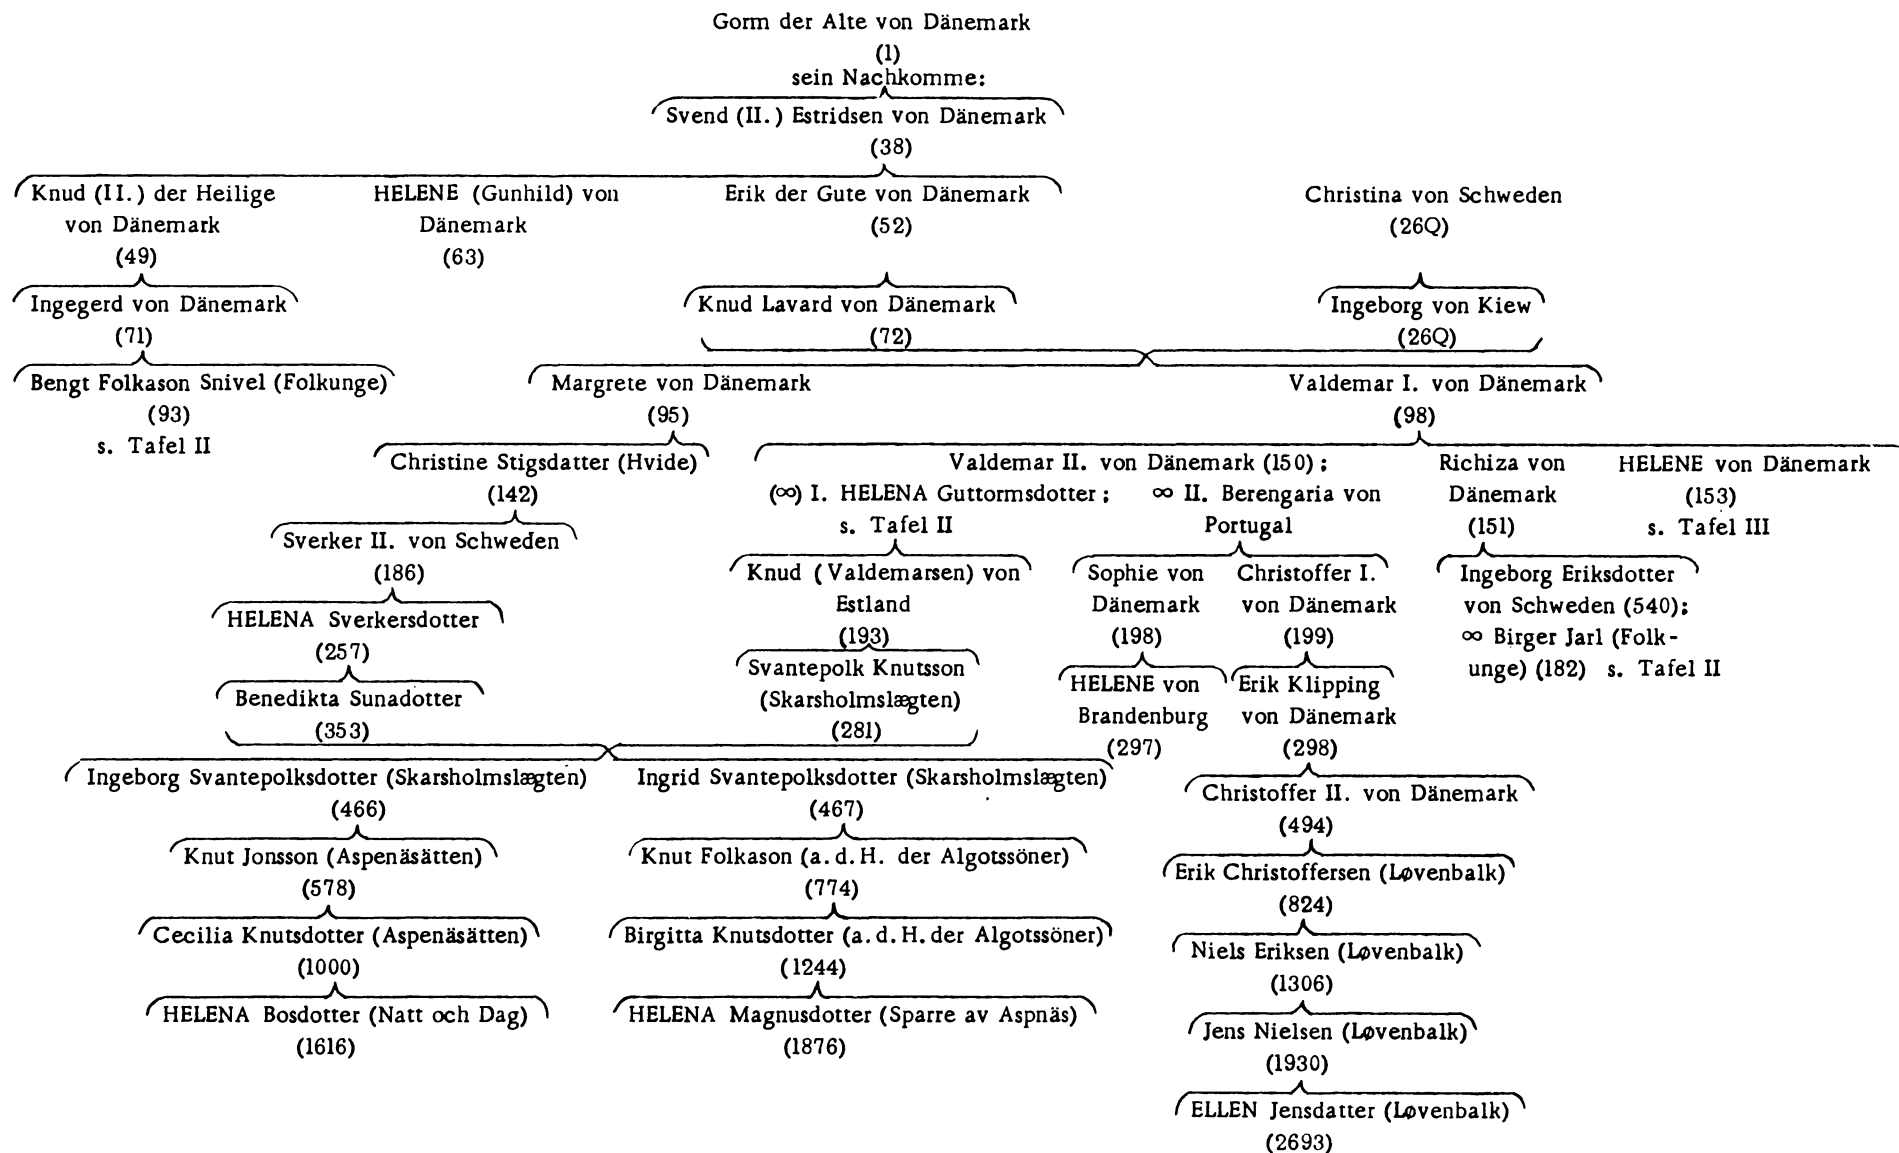 Gorm der Alte von Dänemark
(1)
sein Nachkomme:
Svend (II.) Estridsen von Dänemark
(38)
Knud (II.) der Heilige
von Dänemark
(49)
HELENE (Gunhild) von
Dänemark
(63)
Erik der Gute von Dänemark
(52)
Christina von Schweden
(26Q)
Ingegerd von Dänemark
(71)
Knud Lavard von Dänemark
(72)
Ingeborg von Kiew
(26Q)
Bengt Folkason Snivel (Folkunge)
(93)
s. Tafel II
Margrete von Dänemark
(95)
Valdemar I. von Dänemark
(98)
Christine Stigsdatter (Hvide)
(142)
Valdemar II. von Dänemark (150);
(∞) I. HELENA Guttormsdotter;
s. Tafel II
∞ II. Berengaria von
Portugal
Richiza von
Dänemark
(151)
HELENE von Dänemark
(153)
s. Tafel III
Sverker II. von Schweden
(186)
Knud (Valdemarsen) von
Estland
(193)
Sophie von
Dänemark
(198)
Christoffer I.
von Dänemark
(199)
Ingeborg Eriksdotter
von Schweden (540);
∞ Birger Jarl (Folk-
unge) (182) s. Tafel II
HELENA Sverkersdotter
(257)
Svantepolk Knutsson
(Skarsholmslægten)
(281)
HELENE von
Brandenburg
(297)
Erik Klipping
von Dänemark
(298)
Benedikta Sunadotter
(353)
Ingeborg Svantepolksdotter (Skarsholmslægten)
(466)
Ingrid Svantepolksdotter (Skarsholmslægten)
(467)
Christoffer II. von Dänemark
(494)
Knut Jonsson (Aspenäsätten)
(578)
Knut Folkason (a.d.H. der Algotssöner)
(774)
Erik Christoffersen (Løvenbalk)
(824)
Cecilia Knutsdotter (Aspenäsätten)
(1000)
Birgitta Knutsdotter (a.d.H. der Algotssöner)
(1244)
Niels Eriksen (Løvenbalk)
(1306)
HELENA Bosdotter (Natt och Dag)
(1616)
HELENA Magnusdotter (Sparre av Aspnäs)
(1876)
Jens Nielsen (Løvenbalk)
(1930)
ELLEN Jensdatter (Løvenbalk)
(2693)